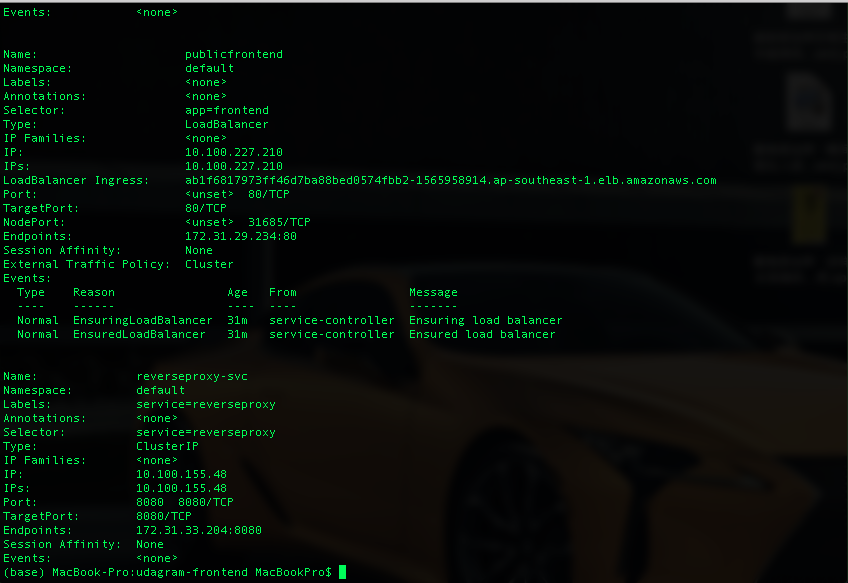 Events: <none>
Name: publicfrontend
Namespace: default
Labels: <none>
Annotations: <none>
Selector: app=frontend
Type: LoadBalancer
IP Families: <none>
IP: 10.100.227.210
IPs: 10.100.227.210
LoadBalancer Ingress: ab1f6817973ff46d7ba88bed0574fbb2-1565958914.ap-southeast-1.elb.amazonaws.com
Port: <unset> 80/TCP
TargetPort: 80/TCP
NodePort: <unset> 31685/TCP
Endpoints: 172.31.29.234:80
Session Affinity: None
External Traffic Policy: Cluster
Events:
Type Reason Age From Message
---- ------ ---- ---- -------
Normal EnsuringLoadBalancer 31m service-controller Ensuring load balancer
Normal EnsuredLoadBalancer 31m service-controller Ensured load balancer
Name: reverseproxy-svc
Namespace: default
Labels: service=reverseproxy
Annotations: <none>
Selector: service=reverseproxy
Type: ClusterIP
IP Families: <none>
IP: 10.100.155.48
IPs: 10.100.155.48
Port: 8080 8080/TCP
TargetPort: 8080/TCP
Endpoints: 172.31.33.204:8080
Session Affinity: None
Events: <none>
(base) MacBook-Pro:udagram-frontend MacBookPro$